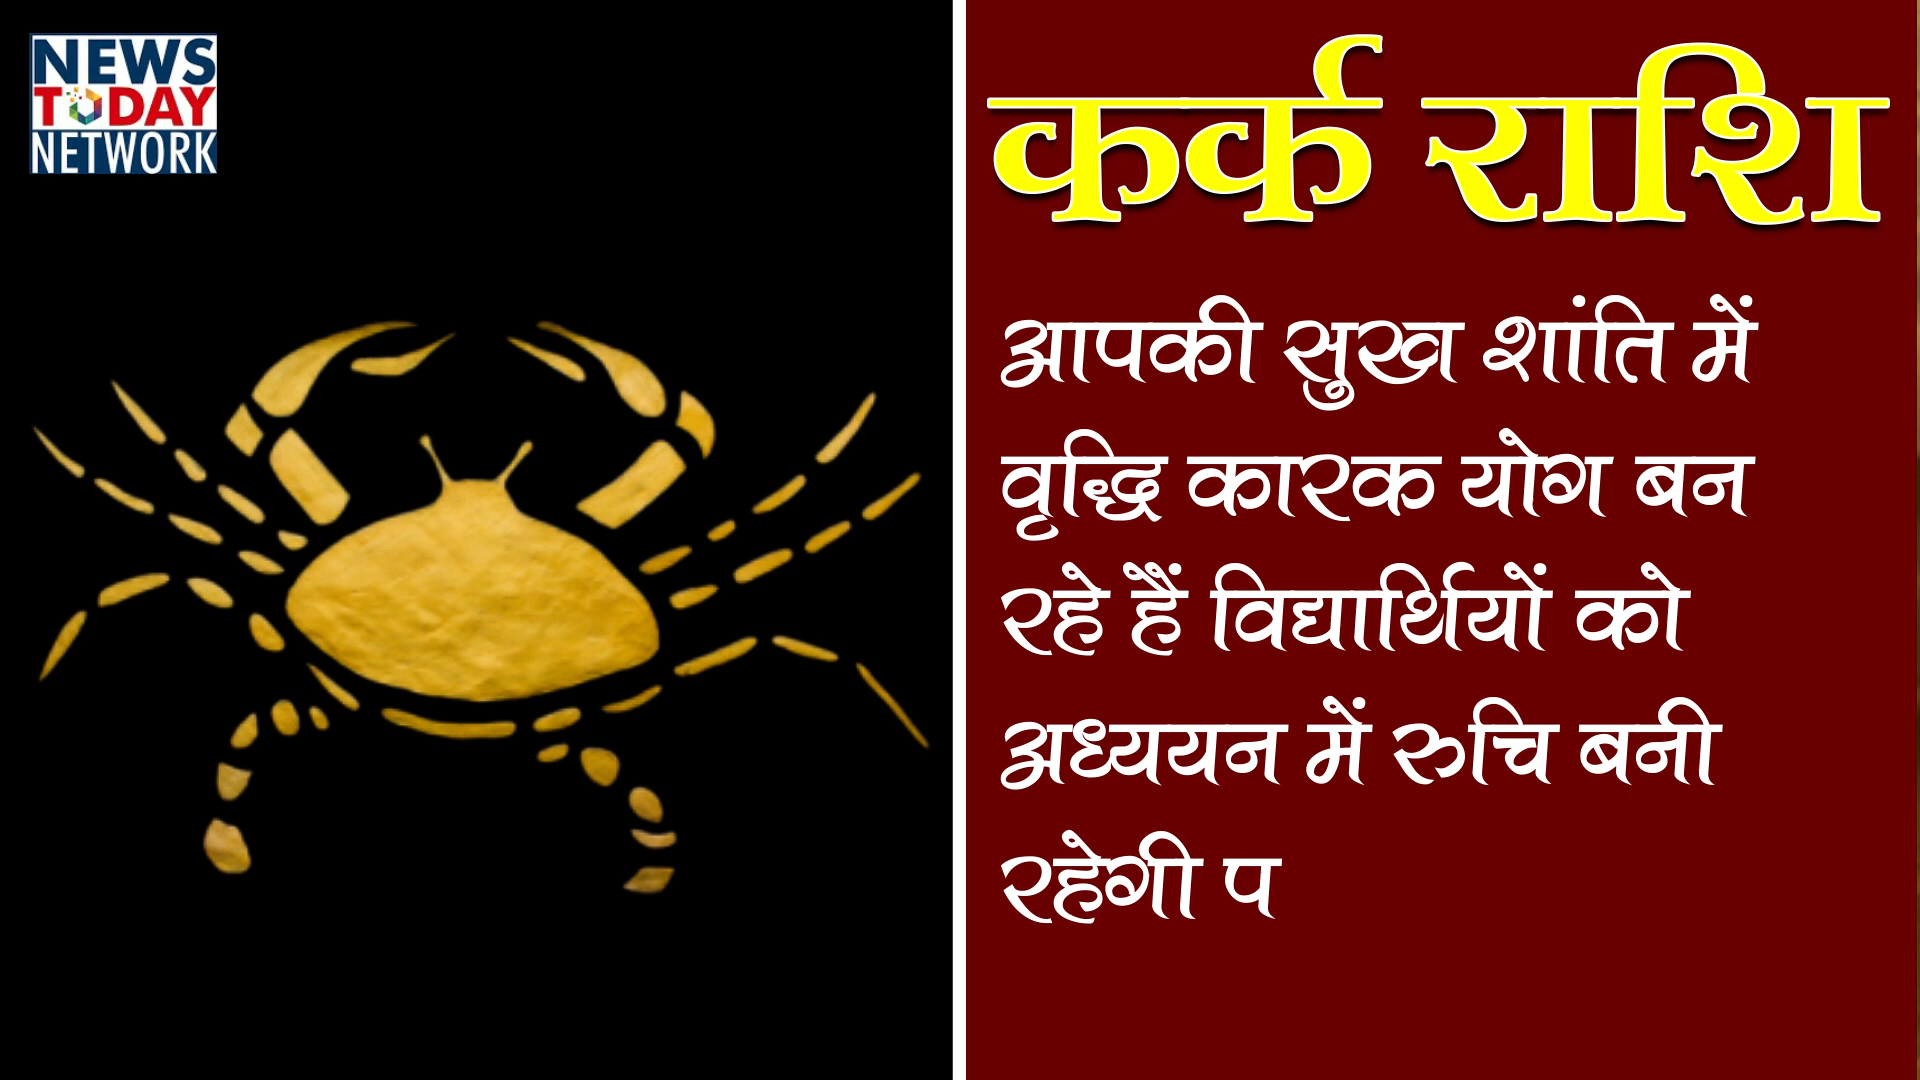 NEWS
TODAY
NETWORK
कर्क राशि
आपकी सुख शांति में
वृद्धि कारक योग बन
रहे हैं विद्यार्थियों को
अध्ययन में रुचि बनी
रहेगी प